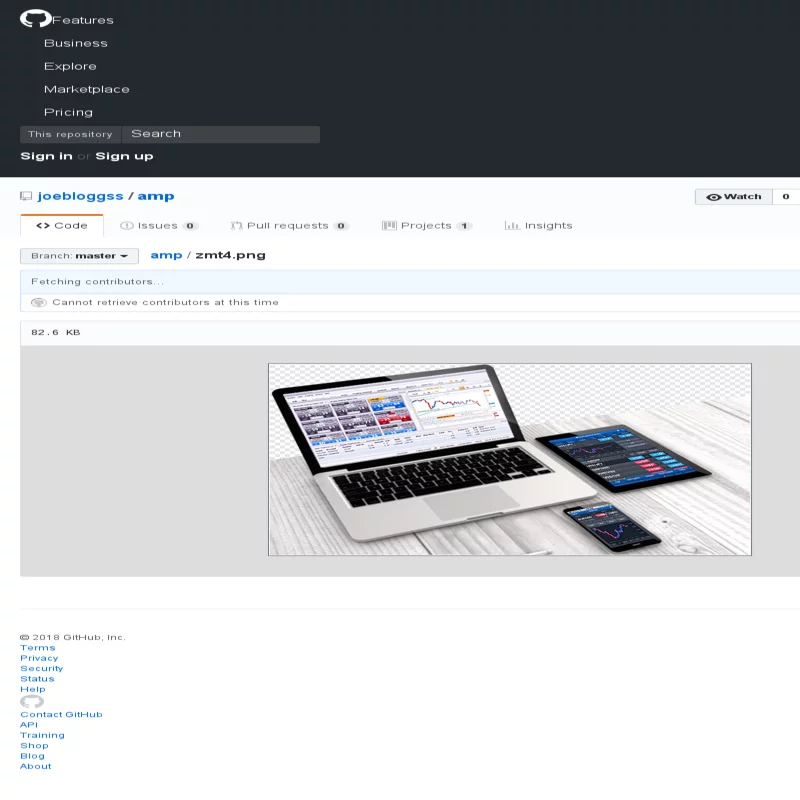 Features
Business
Explore
Marketplace
Pricing
This repository Search
Sign in or Sign up
joebloggss / amp
Watch 0
Code Issues 0 Pull requests 0 Projects 1 Insights
Branch: master amp / zmt4.png
Fetching contributors...
Cannot retrieve contributors at this time
82.6 KB
© 2018 GitHub, Inc.
Terms
Privacy
Security
Status
Help
Contact GitHub
API
Training
Shop
Blog
About